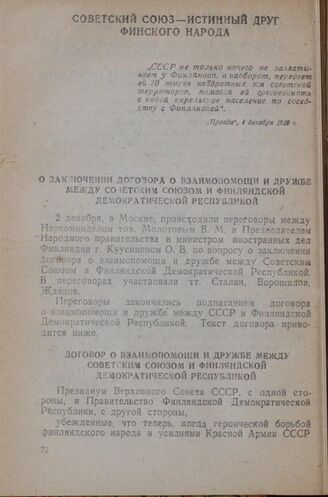 СОВЕТСКИЙ СОЮЗ—ИСТИННЫЙ ДРУГ
ФИНСКОГО НАРОДА
„СССР не только ничего не захваты-
вает у Финляндии, а наоборот, передает
ей 70 тысяч квадратных км советской
территории, помогая ей воссоединить
с собой карельское население по сосед-
ству с Финляндией“.
„Правда“, 4 декабря 1939 г.
О ЗАКЛЮЧЕНИИ ДОГОВОРА О ВЗАИМОПОМОЩИ И ДРУЖБЕ
МЕЖДУ СОВЕТСКИМ СОЮЗОМ И ФИНЛЯНДСКОЙ
ДЕМОКРАТИЧЕСКОЙ РЕСПУБЛИКОЙ
2 декабря, в Москве, происходили переговоры между
Наркоминделом тов. Молотовым В. М. и Председателем
Народного правительства и министром иностранных дел
Финляндии г. Куусиненом О. В. по вопросу о заключении
договора о взаимопомощи и дружбе между Советским
Союзом и Финляндской Демократической Республикой.
В переговорах участвовали тт. Сталин, Ворошилов,
Жданов.
Переговоры закончились подписанием договора
о взаимопомощи и дружбе между СССР и Финляндской
Демократической Республикой. Текст договора приво-
дится ниже.
ДОГОВОР О ВЗАИМОПОМОЩИ И ДРУЖБЕ МЕЖДУ
СОВЕТСКИМ СОЮЗОМ И ФИНЛЯНДСКОЙ
ДЕМОКРАТИЧЕСКОЙ РЕСПУБЛИКОЙ
Президиум Верховного Совета СССР, с одной сто-
роны, и Правительство Финляндской Демократической
Республики, с другой стороны,
убежденные, что теперь, когда героической борьбой
финляндского народа и усилиями Красной Армии СССР
72